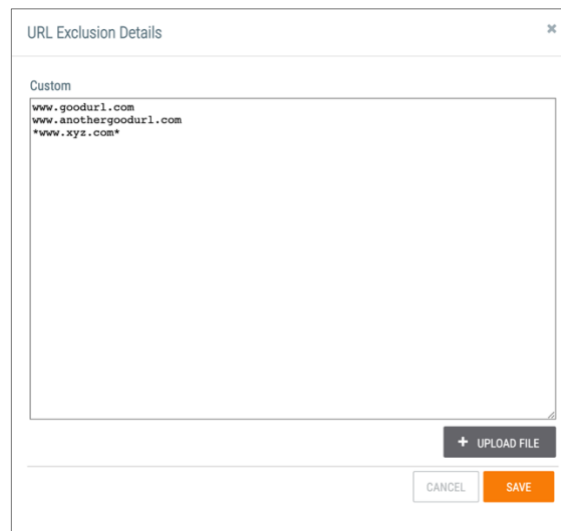 URL Exclusion Details
×
Custom
www.goodurl.com
www.anothergoodurl.com
*www.xyz.com*
+ UPLOAD FILE
CANCEL
SAVE